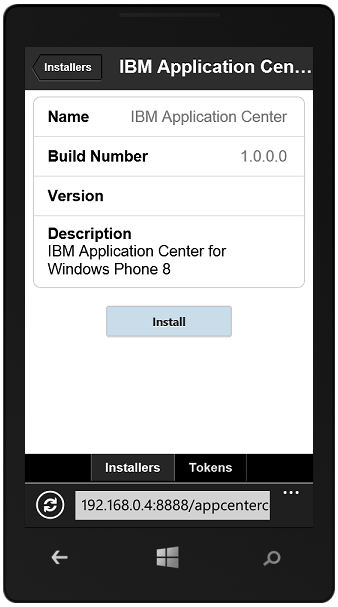 Installers IBM Application Cen...
Name IBM Application Center
Build Number 1.0.0.0
Version
Description
IBM Application Center for
Windows Phone 8
Install
Installers Tokens
192.168.0.4:8888/appcenterc